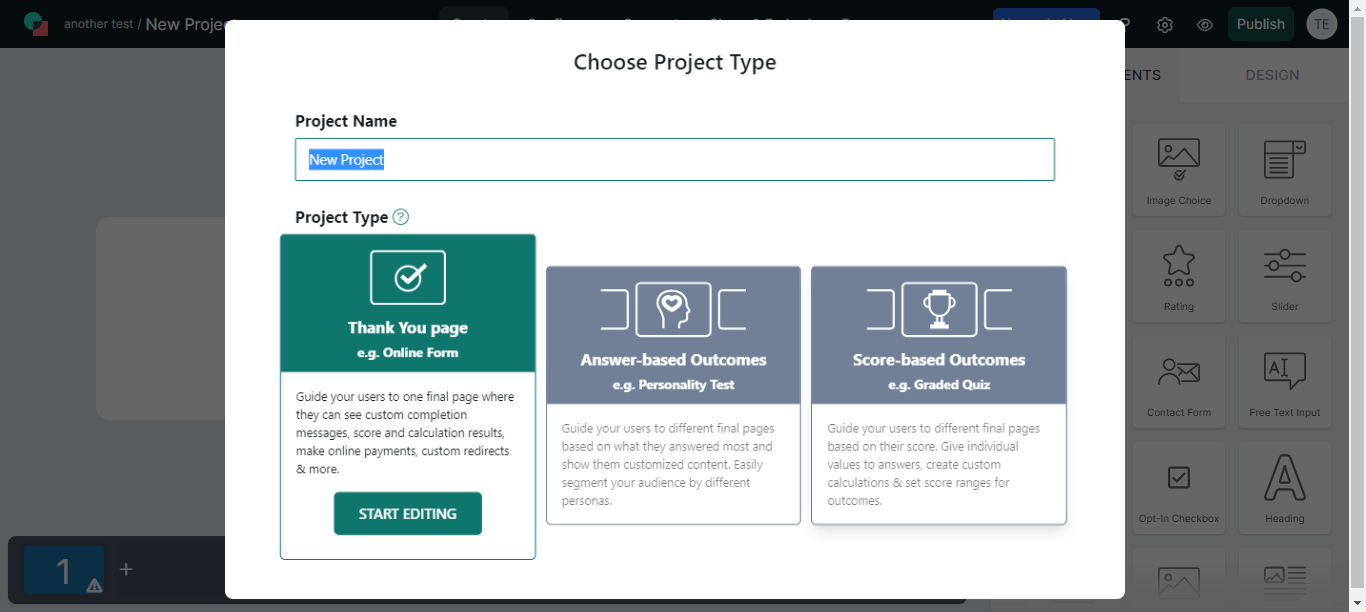 another test / New Projec
Publish
TE
Choose Project Type
ENTS
DESIGN
Project Name
New Project
Project Type ?
Thank You page
e.g. Online Form
Guide your users to one final page where
they can see custom completion
messages, score and calculation results,
make online payments, custom redirects
& more.
START EDITING
Answer-based Outcomes
e.g. Personality Test
Guide your users to different final pages
based on what they answered most and
show them customized content. Easily
segment your audience by different
personas.
Score-based Outcomes
e.g. Graded Quiz
Guide your users to different final pages
based on their score. Give individual
values to answers, create custom
calculations & set score ranges for
outcomes.
Image Choice
Dropdown
Rating
Slider
Contact Form
Free Text Input
Opt-In Checkbox
Heading
1
+